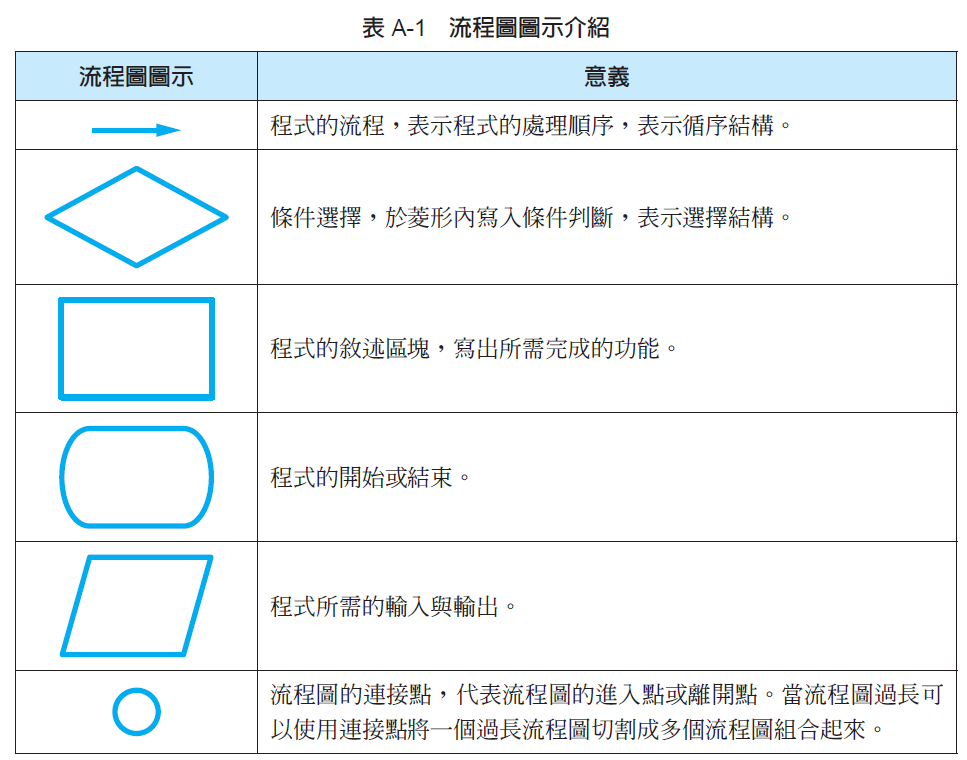 表 A-1　流程圖圖示介紹
流程圖圖示
意義
程式的流程，表示程式的處理順序，表示循序結構。
條件選擇，於菱形內寫入條件判斷，表示選擇結構。
程式的敘述區塊，寫出所需完成的功能。
程式的開始或結束。
程式所需的輸入與輸出。
流程圖的連接點，代表流程圖的進入點或離開點。當流程圖過長可
以使用連接點將一個過長流程圖切割成多個流程圖組合起來。